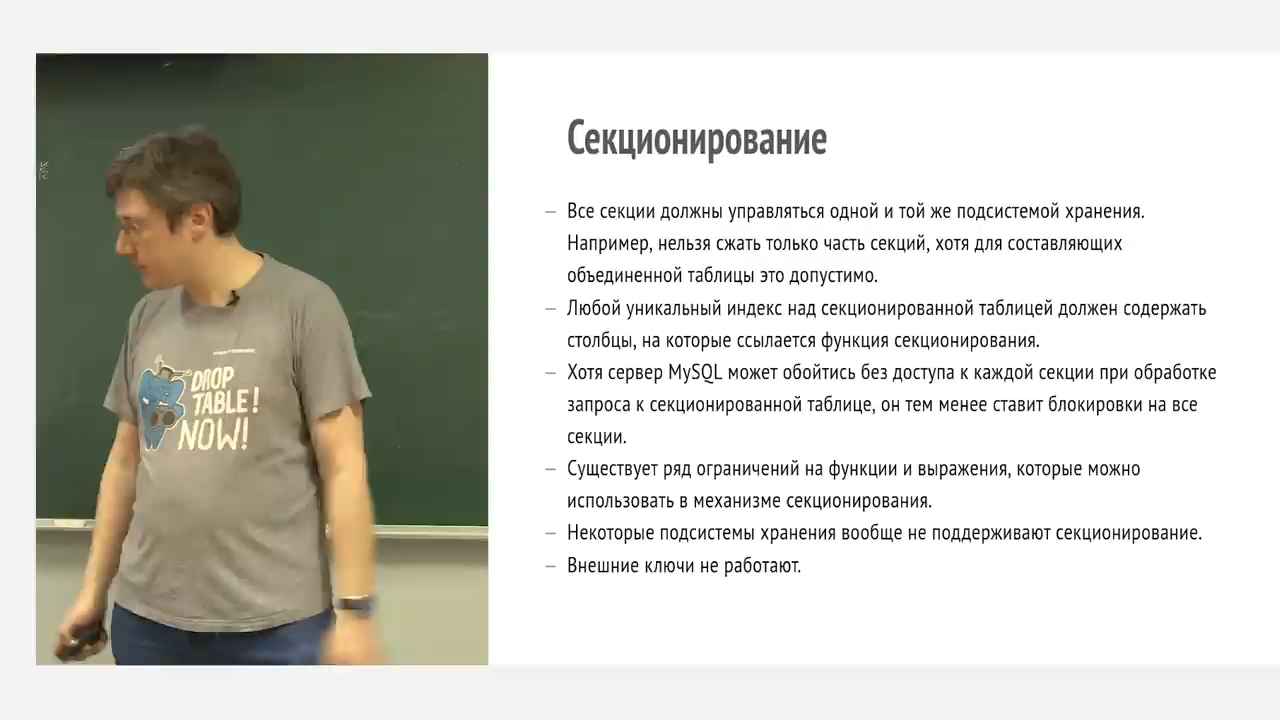 Секционирование
– Все секции должны управляться одной и той же подсистемой хранения.
Например, нельзя сжать только часть секций, хотя для составляющих
объединенной таблицы это допустимо.
– Любой уникальный индекс над секционированной таблицей должен содержать
столбцы, на которые ссылается функция секционирования.
– Хотя сервер MySQL может обойтись без доступа к каждой секции при обработке
запроса к секционированной таблице, он тем менее ставит блокировки на все
секции.
– Существует ряд ограничений на функции и выражения, которые можно
использовать в механизме секционирования.
– Некоторые подсистемы хранения вообще не поддерживают секционирование.
– Внешние ключи не работают.
DROP
TABLE!
NOW!